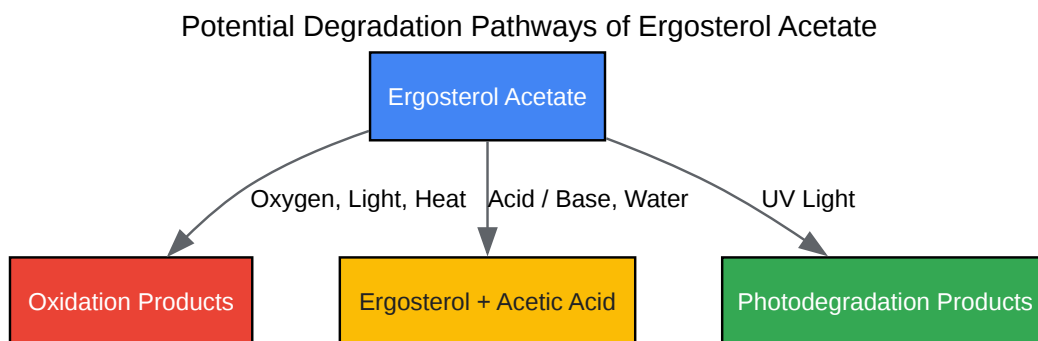 Potential Degradation Pathways of Ergosterol Acetate
Ergosterol Acetate
Oxygen, Light, Heat
Acid / Base, Water
UV Light
Oxidation Products
Ergosterol + Acetic Acid
Photodegradation Products